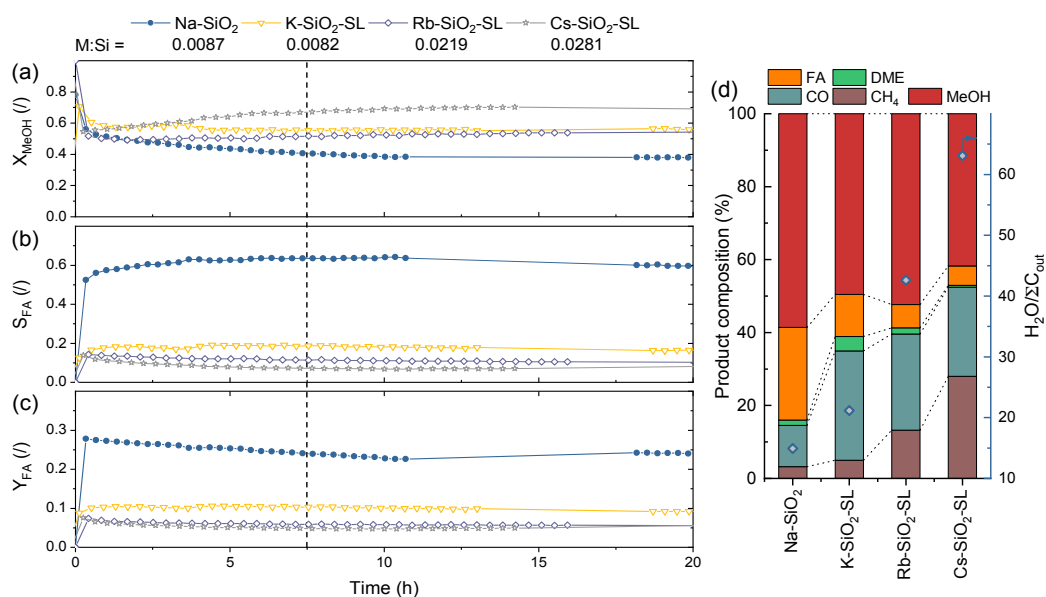 Na-SiO₂ K-SiO₂-SL Rb-SiO₂-SL Cs-SiO₂-SL
M:Si = 0.0087 0.0082 0.0219 0.0281
(a)
X_MeOH (/)
0.8
0.6
0.4
0.2
0.0
(b)
S_FA (/)
0.6
0.4
0.2
0.0
(c)
Y_FA (/)
0.3
0.2
0.1
0.0
0 5 10 15 20
Time (h)
(d)
FA DME
CO CH₄ MeOH
Product composition (%)
100
80
60
40
20
0
H₂O/ΣC_out
60
50
40
30
20
10
Na-SiO₂
K-SiO₂-SL
Rb-SiO₂-SL
Cs-SiO₂-SL